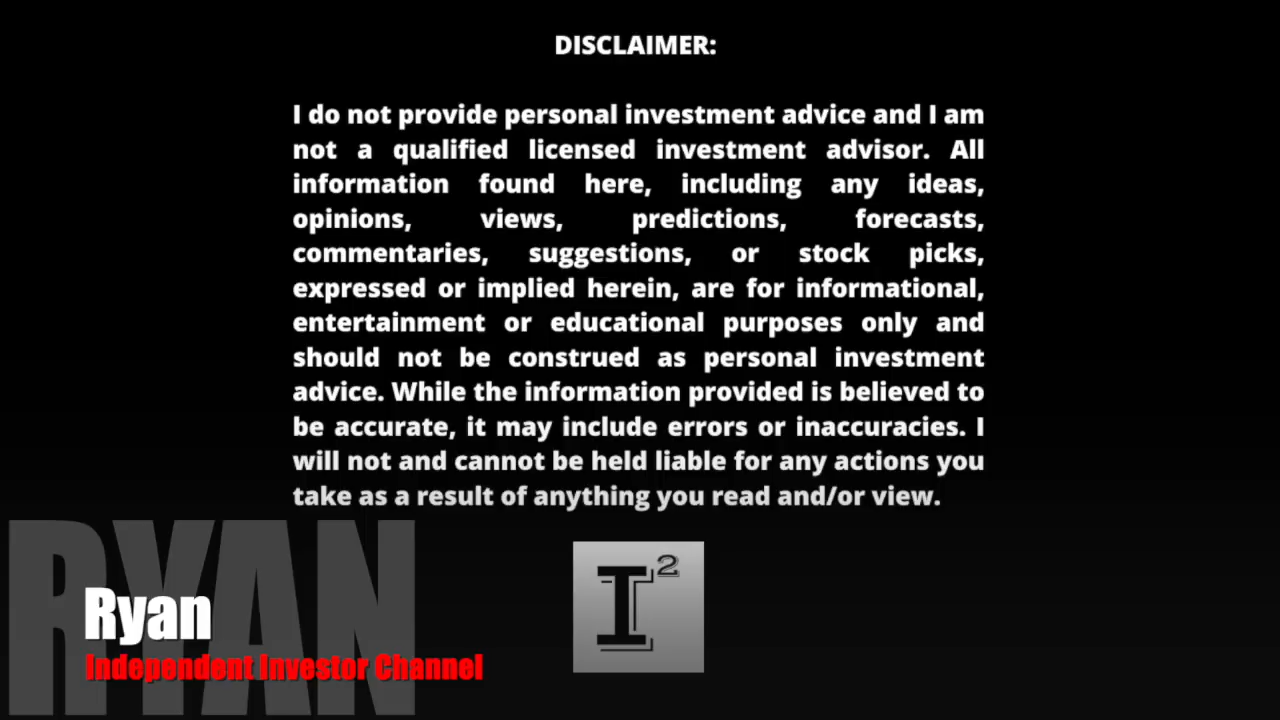 DISCLAIMER:
I do not provide personal investment advice and I am
not a qualified licensed investment advisor. All
information found here, including any ideas,
opinions, views, predictions, forecasts,
commentaries, suggestions, or stock picks,
expressed or implied herein, are for informational,
entertainment or educational purposes only and
should not be construed as personal investment
advice. While the information provided is believed to
be accurate, it may include errors or inaccuracies. I
will not and cannot be held liable for any actions you
take as a result of anything you read and/or view.
I²
RYAN
Ryan
Independent Investor Channel